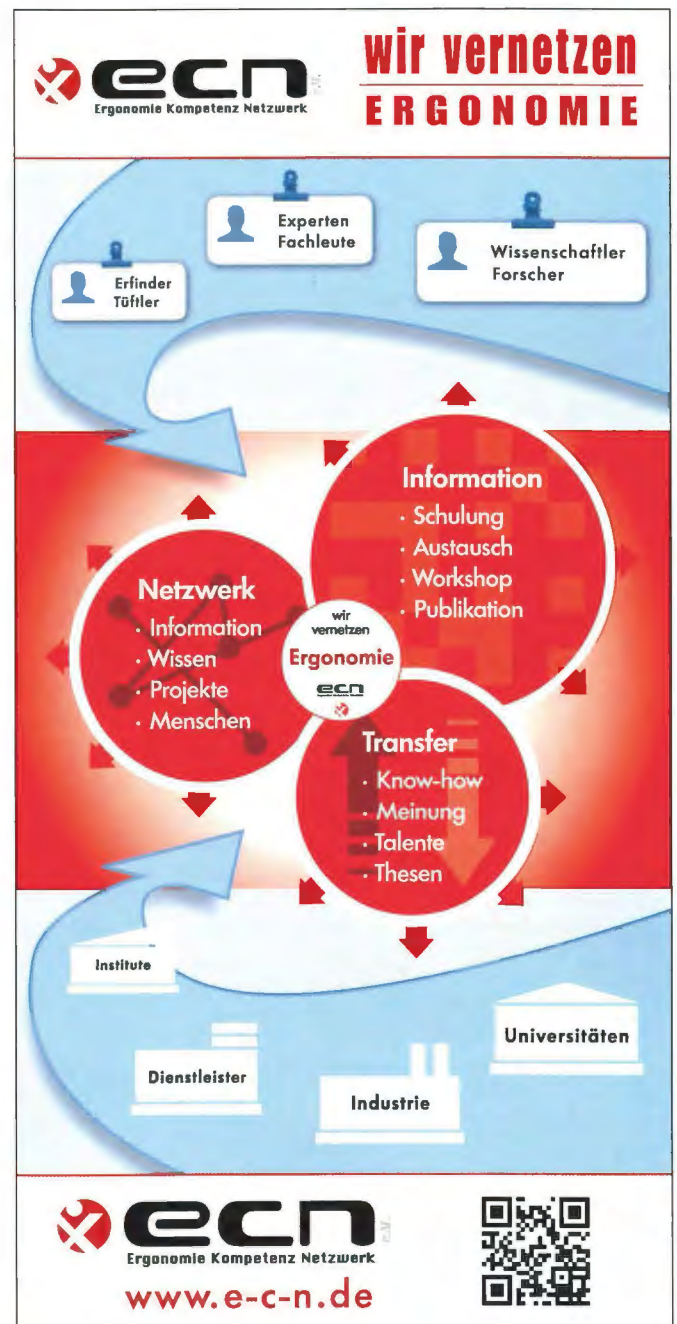 ecn e.V.
Ergonomie Kompetenz Netzwerk
wir vernetzen
ERGONOMIE
Experten
Fachleute
Wissenschaftler
Forscher
Erfinder
Tüftler
Information
· Schulung
· Austausch
· Workshop
· Publikation
Netzwerk
· Information
· Wissen
· Projekte
· Menschen
wir
vernetzen
Ergonomie
ecn
Transfer
· Know-how
· Meinung
· Talente
· Thesen
Institute
Universitäten
Dienstleister
Industrie
ecn e.V.
Ergonomie Kompetenz Netzwerk
www.e-c-n.de